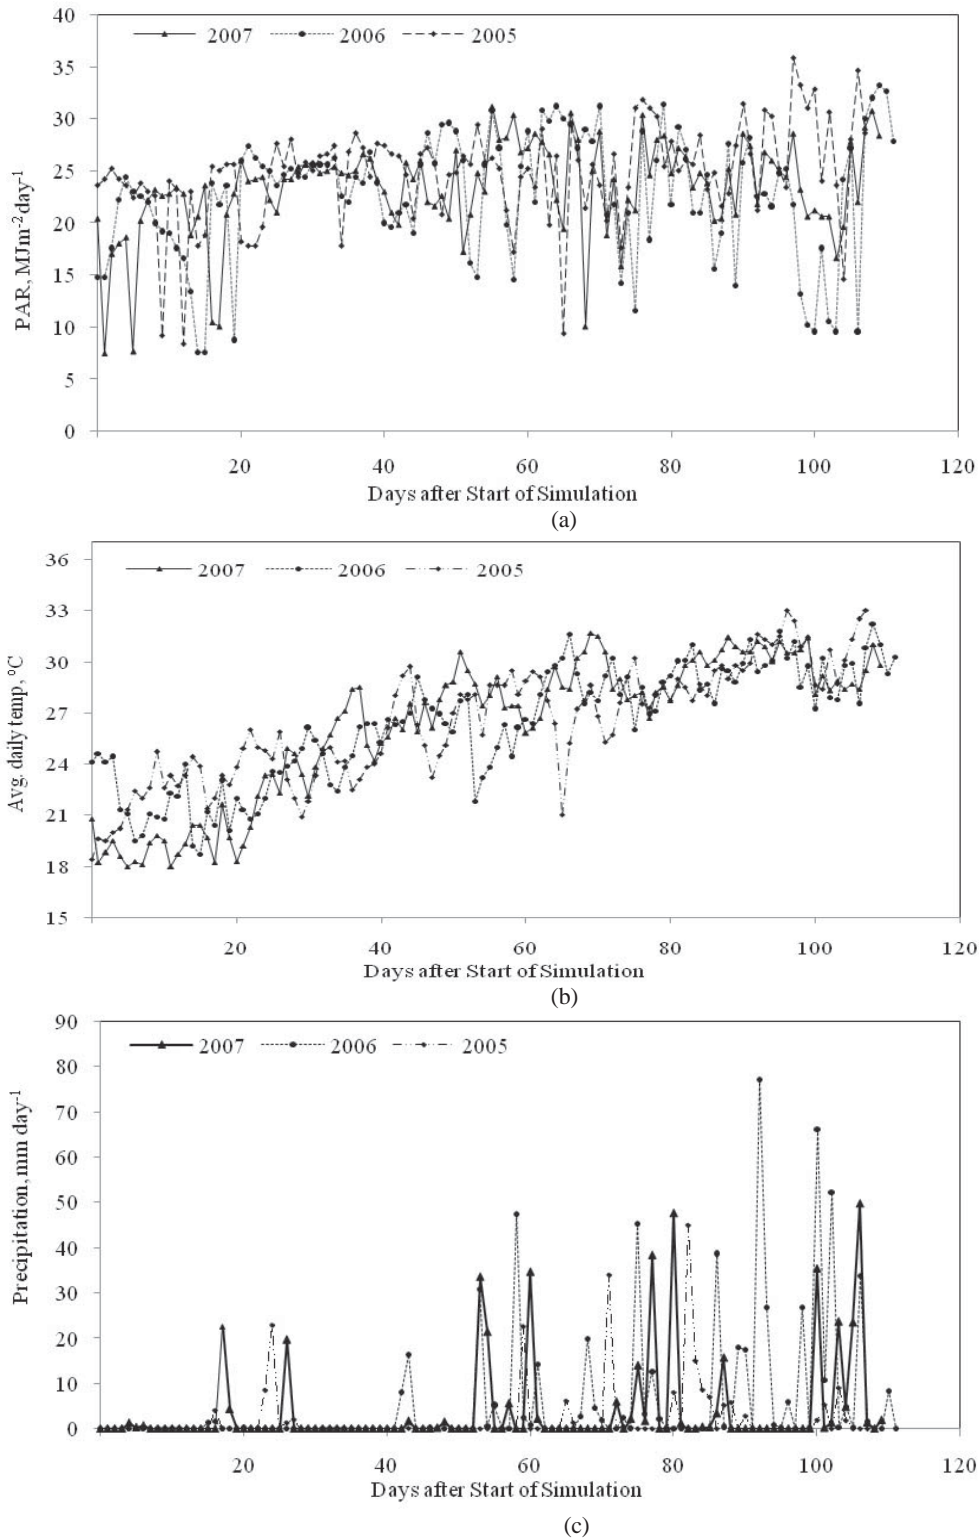 40
35
30
25
20
15
10
5
0
2007 2006 2005
PAR, MJm-2day-1
20 40 60 80 100 120
Days after Start of Simulation
(a)
36
33
30
27
24
21
18
15
2007 2006 2005
Avg daily temp, °C
20 40 60 80 100 120
Days after Start of Simulation
(b)
90
80
70
60
50
40
30
20
10
0
2007 2006 2005
Precipitation, mm day-1
20 40 60 80 100 120
Days after Start of Simulation
(c)